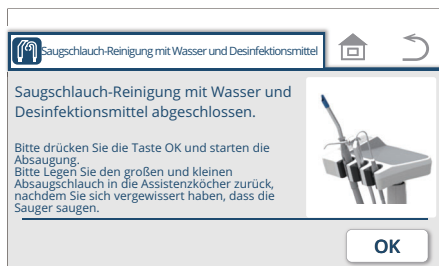 Saugschlauch-Reinigung mit Wasser und Desinfektionsmittel
Saugschlauch-Reinigung mit Wasser und
Desinfektionsmittel abgeschlossen.
Bitte drücken Sie die Taste OK und starten die
Absaugung.
Bitte Legen Sie den großen und kleinen
Absaugschlauch in die Assistenzköcher zurück,
nachdem Sie sich vergewissert haben, dass die
Sauger saugen.
OK